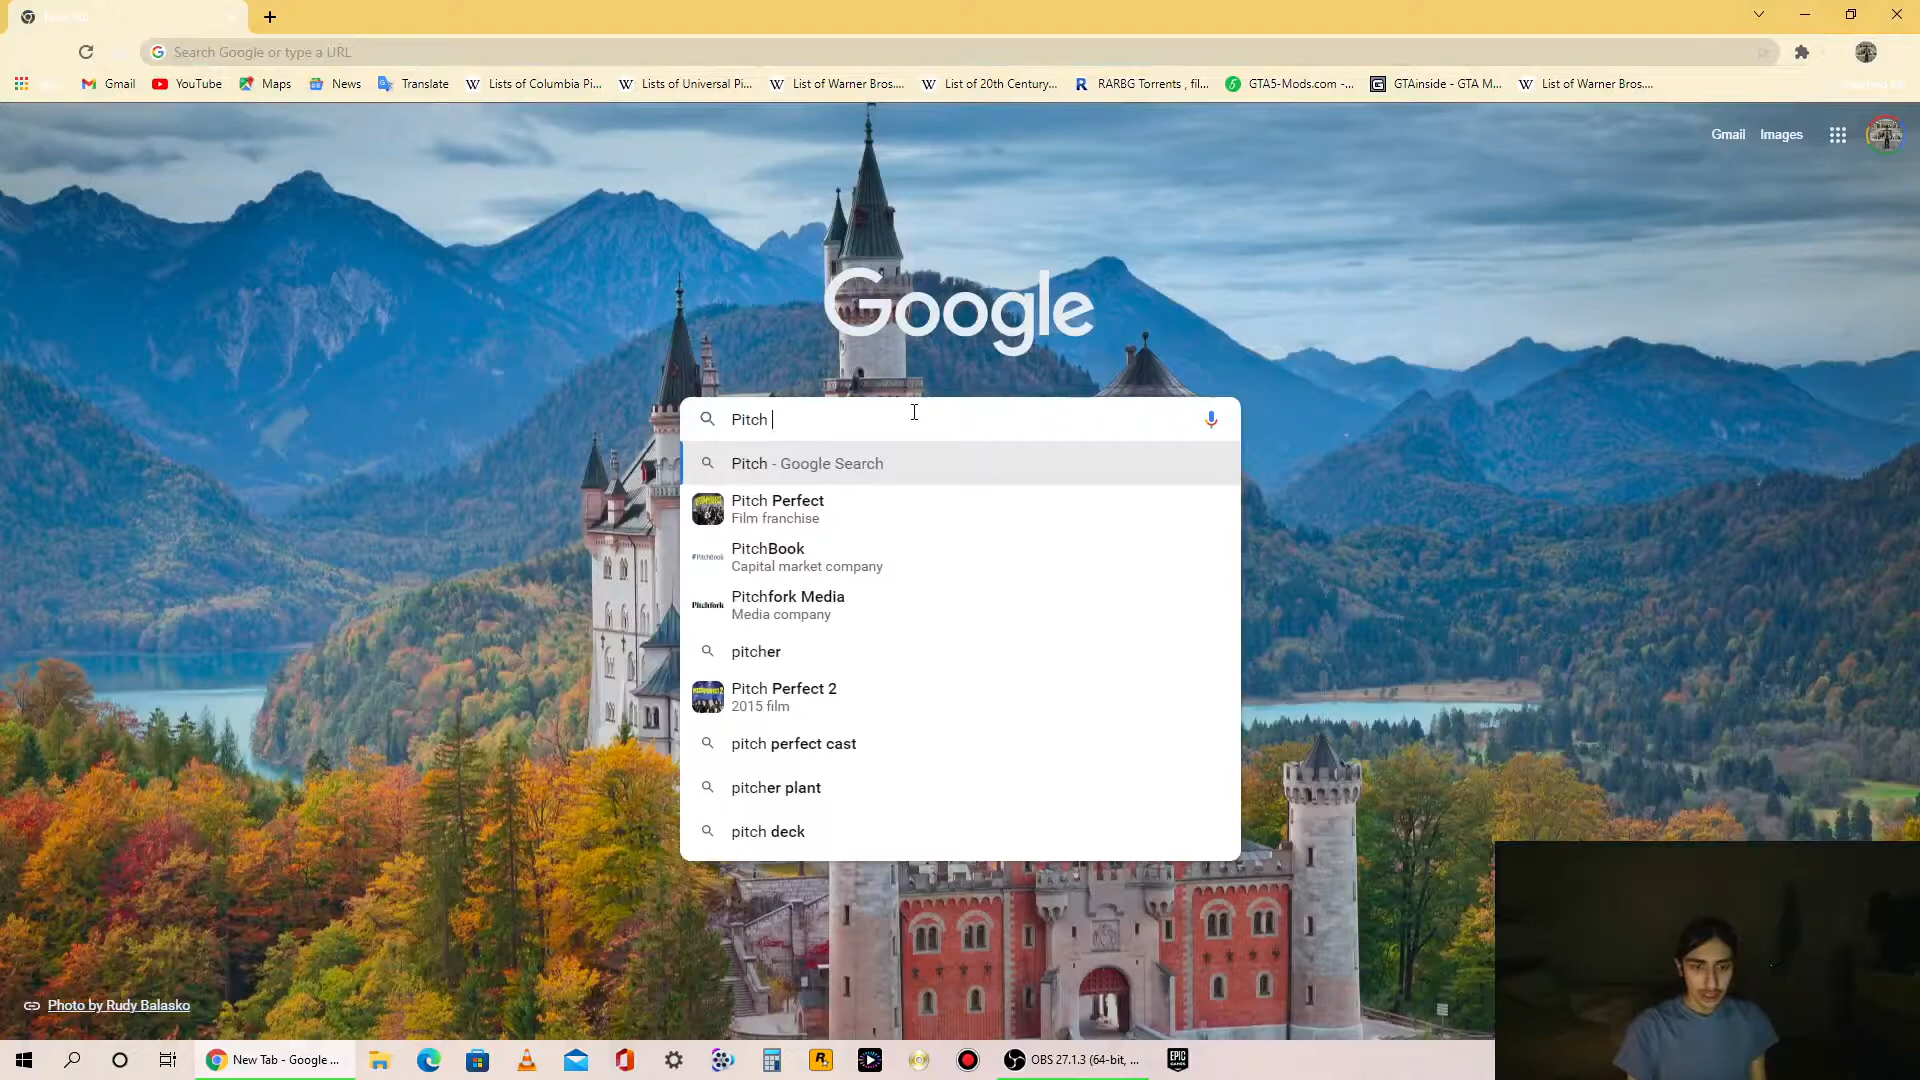 Search Google or type a URL
Gmail
YouTube
Maps
News
Translate
Lists of Columbia Pi...
Lists of Universal Pi...
List of Warner Bros....
List of 20th Century...
RARBG Torrents , fil...
GTA5-Mods.com -...
GTAinside - GTA M...
List of Warner Bros....
Gmail
Images
Google
Pitch
Pitch - Google Search
Pitch Perfect
Film franchise
PitchBook
PitchBook
Capital market company
Pitchfork
Pitchfork Media
Media company
pitcher
Pitch Perfect 2
2015 film
pitch perfect cast
pitcher plant
pitch deck
Photo by Rudy Balasko
New Tab - Google ...
OBS 27.1.3 (64-bit, ...
EPIC GAMES